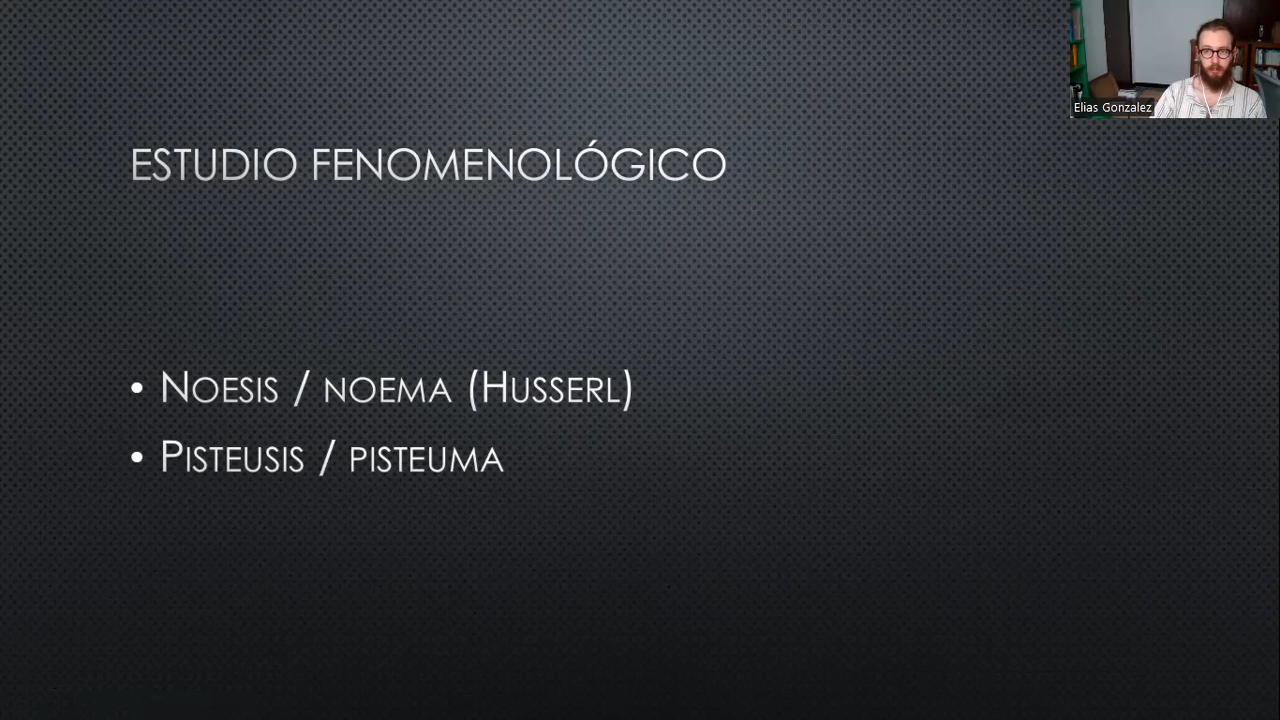 Elias Gonzalez
ESTUDIO FENOMENOLÓGICO
• NOESIS / NOEMA (HUSSERL)
• PISTEUSIS / PISTEUMA